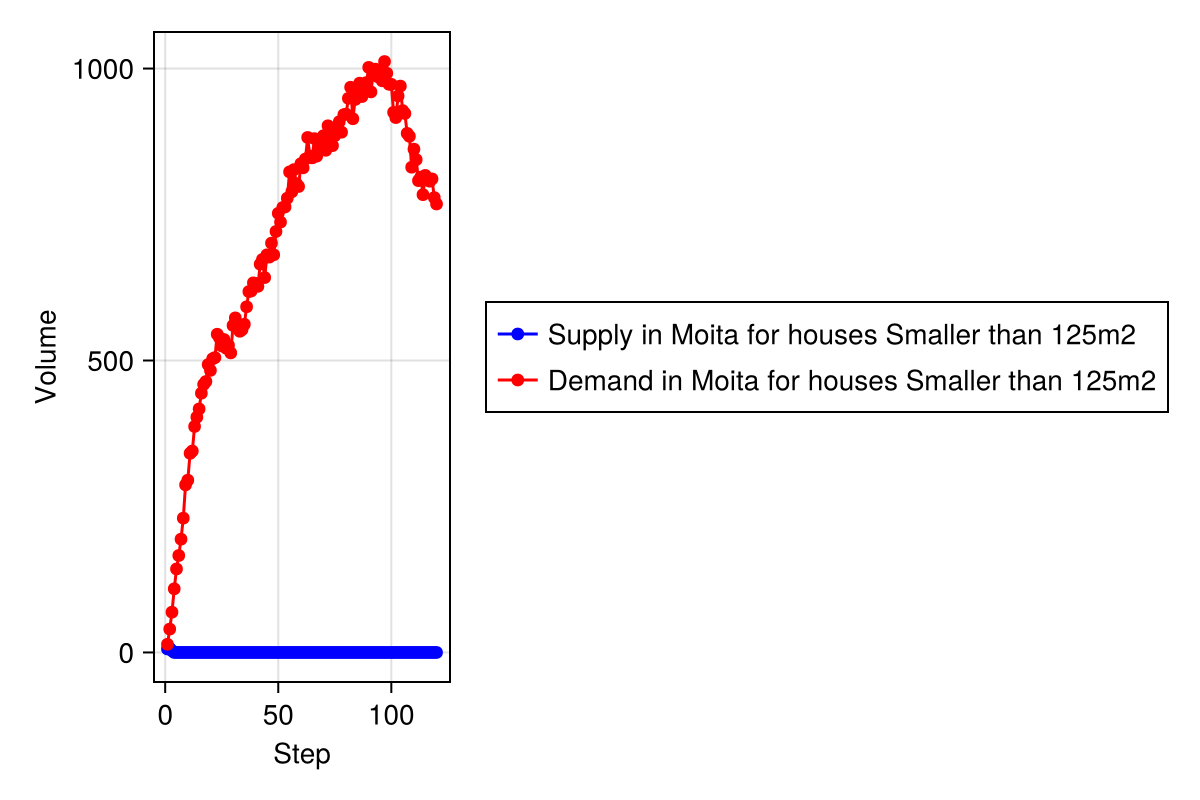 1000
500
0
Volume
0 50 100
Step
Supply in Moita for houses Smaller than 125m2
Demand in Moita for houses Smaller than 125m2